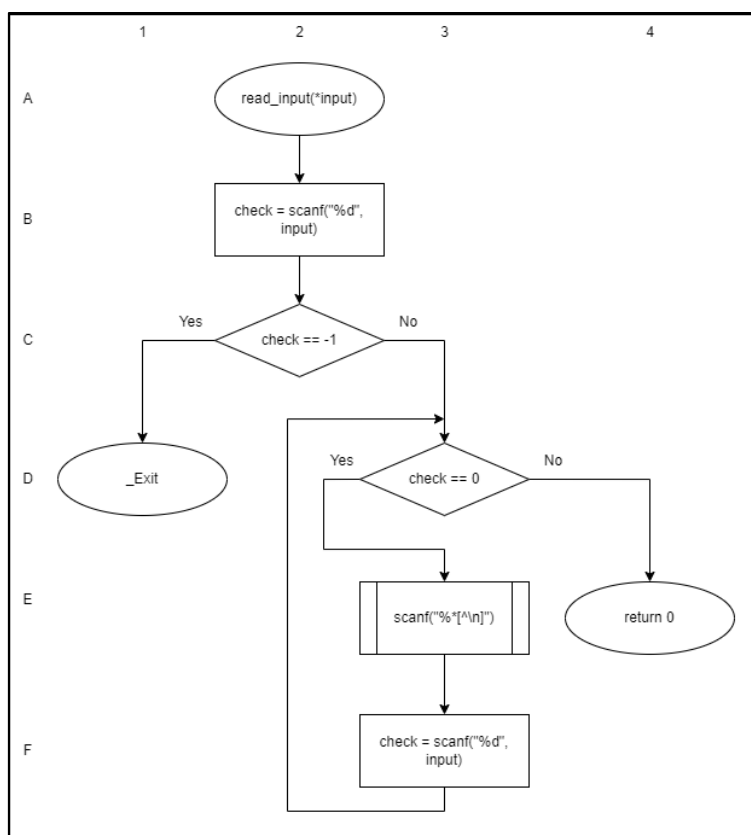 1 2 3 4
A
read_input(*input)
B
check = scanf("%d",
input)
Yes
No
C
check == -1
Yes
No
D
_Exit
check == 0
E
scanf("%*[^\n]")
return 0
F
check = scanf("%d",
input)